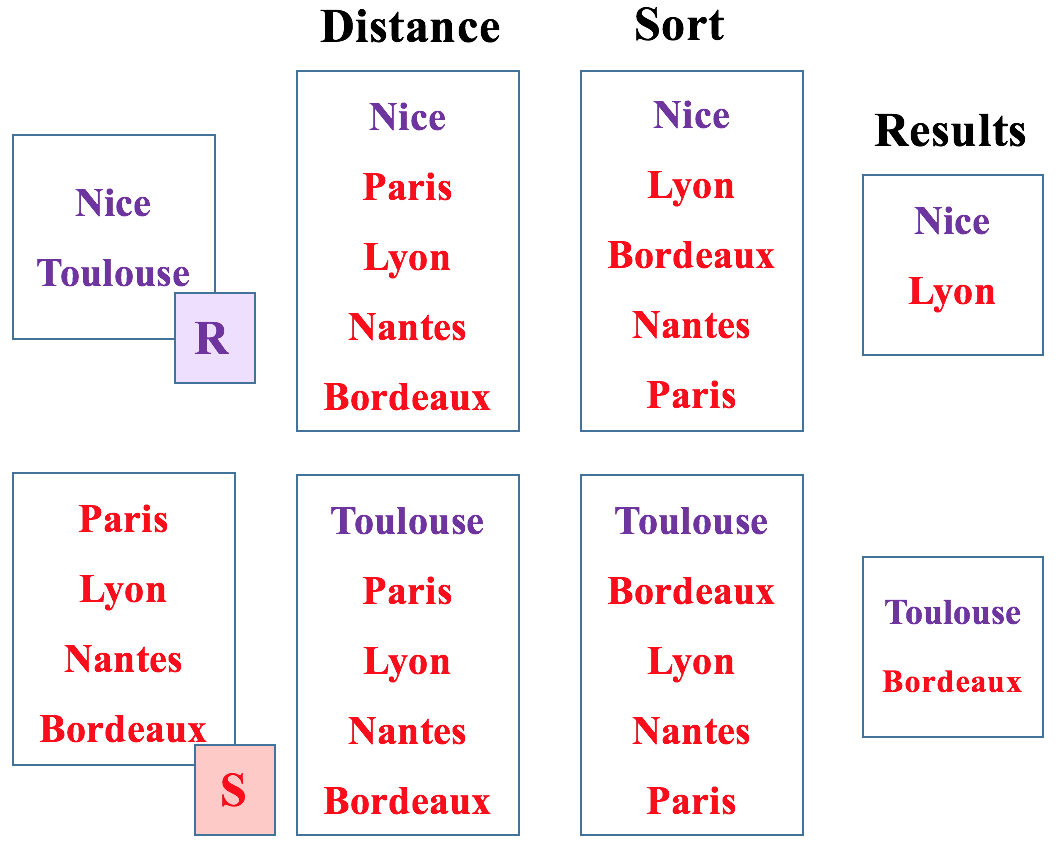 Distance
Sort
Results
Nice
Toulouse
R
Nice
Paris
Lyon
Nantes
Bordeaux
Nice
Lyon
Bordeaux
Nantes
Paris
Nice
Lyon
Paris
Lyon
Nantes
Bordeaux
S
Toulouse
Paris
Lyon
Nantes
Bordeaux
Toulouse
Bordeaux
Lyon
Nantes
Paris
Toulouse
Bordeaux